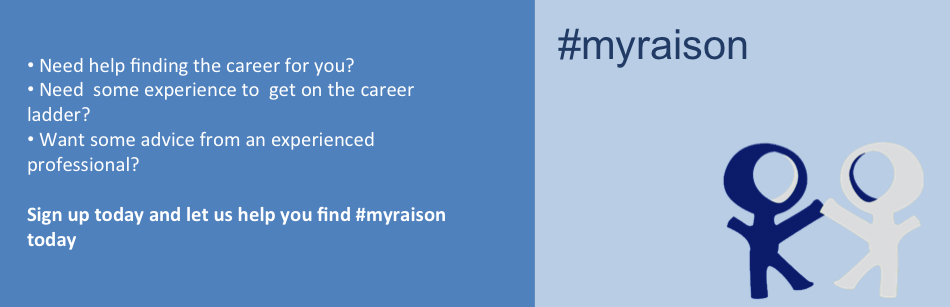 • Need help finding the career for you?
• Need  some experience to  get on the career
ladder?
• Want some advice from an experienced
professional?
Sign up today and let us help you find #myraison
today
#myraison